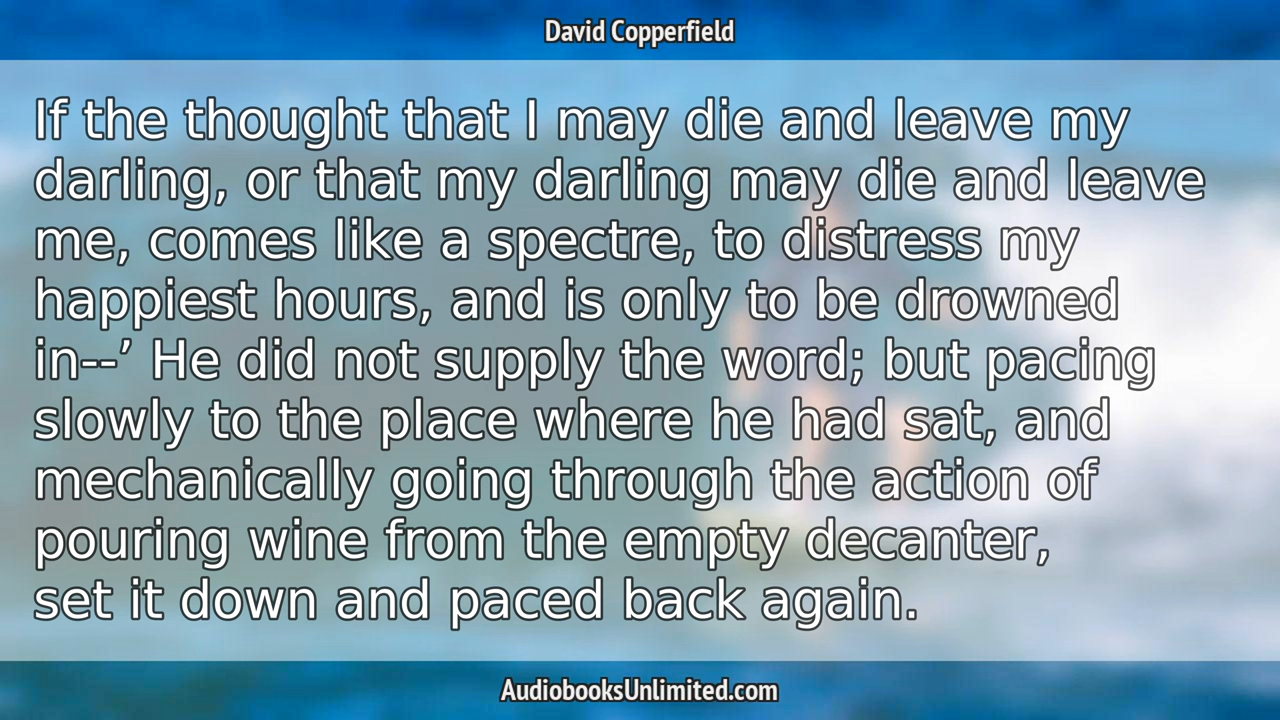 David Copperfield
If the thought that I may die and leave my
darling, or that my darling may die and leave
me, comes like a spectre, to distress my
happiest hours, and is only to be drowned
in--’ He did not supply the word; but pacing
slowly to the place where he had sat, and
mechanically going through the action of
pouring wine from the empty decanter,
set it down and paced back again.
AudiobooksUnlimited.com